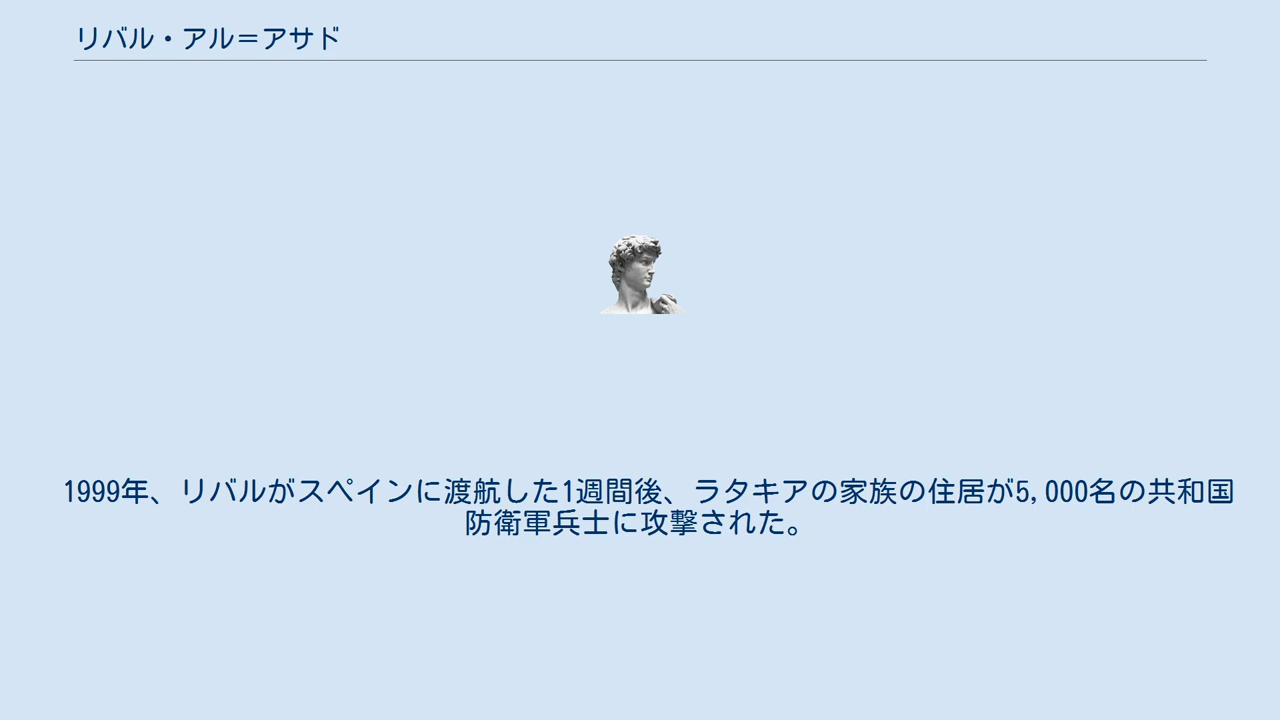 リバル・アル＝アサド
1999年、リバルがスペインに渡航した1週間後、ラタキアの家族の住居が5,000名の共和国
防衛軍兵士に攻撃された。